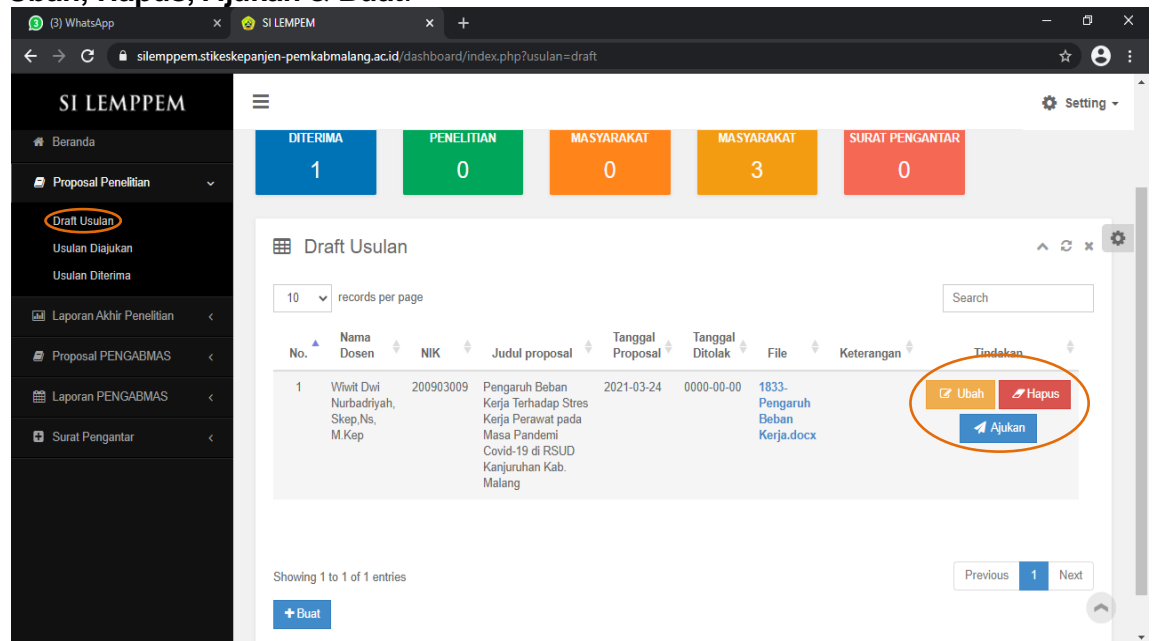 Ubah, Hapus, Ajukan & Buat.
(3) WhatsApp
SI LEMPPEM
silemppem.stikeskepanjen-pemkabmalang.ac.id/dashboard/index.php?usulan=draft
SI LEMPPEM
Setting
Beranda
Proposal Penelitian
Draft Usulan
Usulan Diajukan
Usulan Diterima
Laporan Akhir Penelitian
Proposal PENGABMAS
Laporan PENGABMAS
Surat Pengantar
DITERIMA
1
PENELITIAN
0
MASYARAKAT
0
MASYARAKAT
3
SURAT PENGANTAR
0
Draft Usulan
10 records per page
Search
No. Nama Dosen NIK Judul proposal Tanggal Proposal Tanggal Ditolak File Keterangan Tindakan
1
Wiwit Dwi
Nurbadriyah,
Skep,Ns,
M.Kep
200903009
Pengaruh Beban
Kerja Terhadap Stres
Kerja Perawat pada
Masa Pandemi
Covid-19 di RSUD
Kanjuruhan Kab.
Malang
2021-03-24
0000-00-00
1833-
Pengaruh
Beban
Kerja.docx
Ubah
Hapus
Ajukan
Showing 1 to 1 of 1 entries
Previous 1 Next
Buat